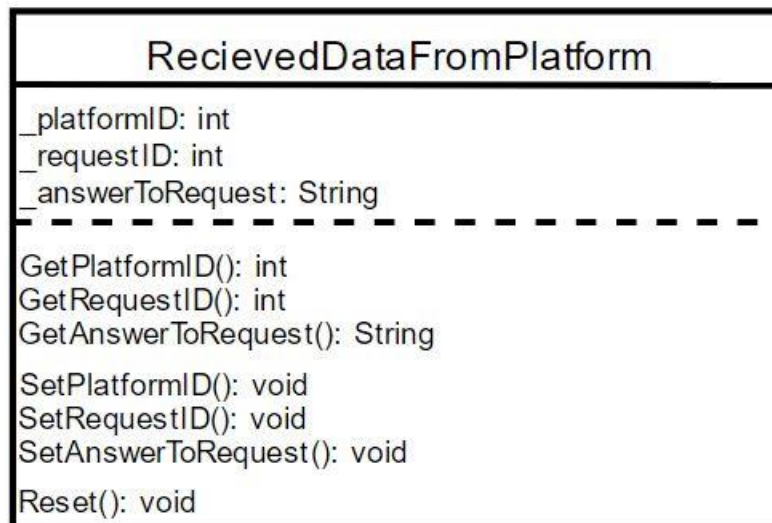 RecievedDataFromPlatform
_platformID: int
_requestID: int
_answerToRequest: String
GetPlatformID(): int
GetRequestID(): int
GetAnswerToRequest(): String
SetPlatformID(): void
SetRequestID(): void
SetAnswerToRequest(): void
Reset(): void